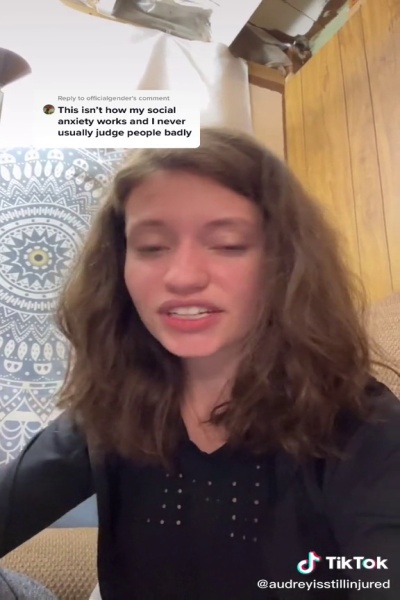 Reply to officialgender's comment
This isn't how my social
anxiety works and I never
usually judge people badly
TikTok
@audreyisstillinjured